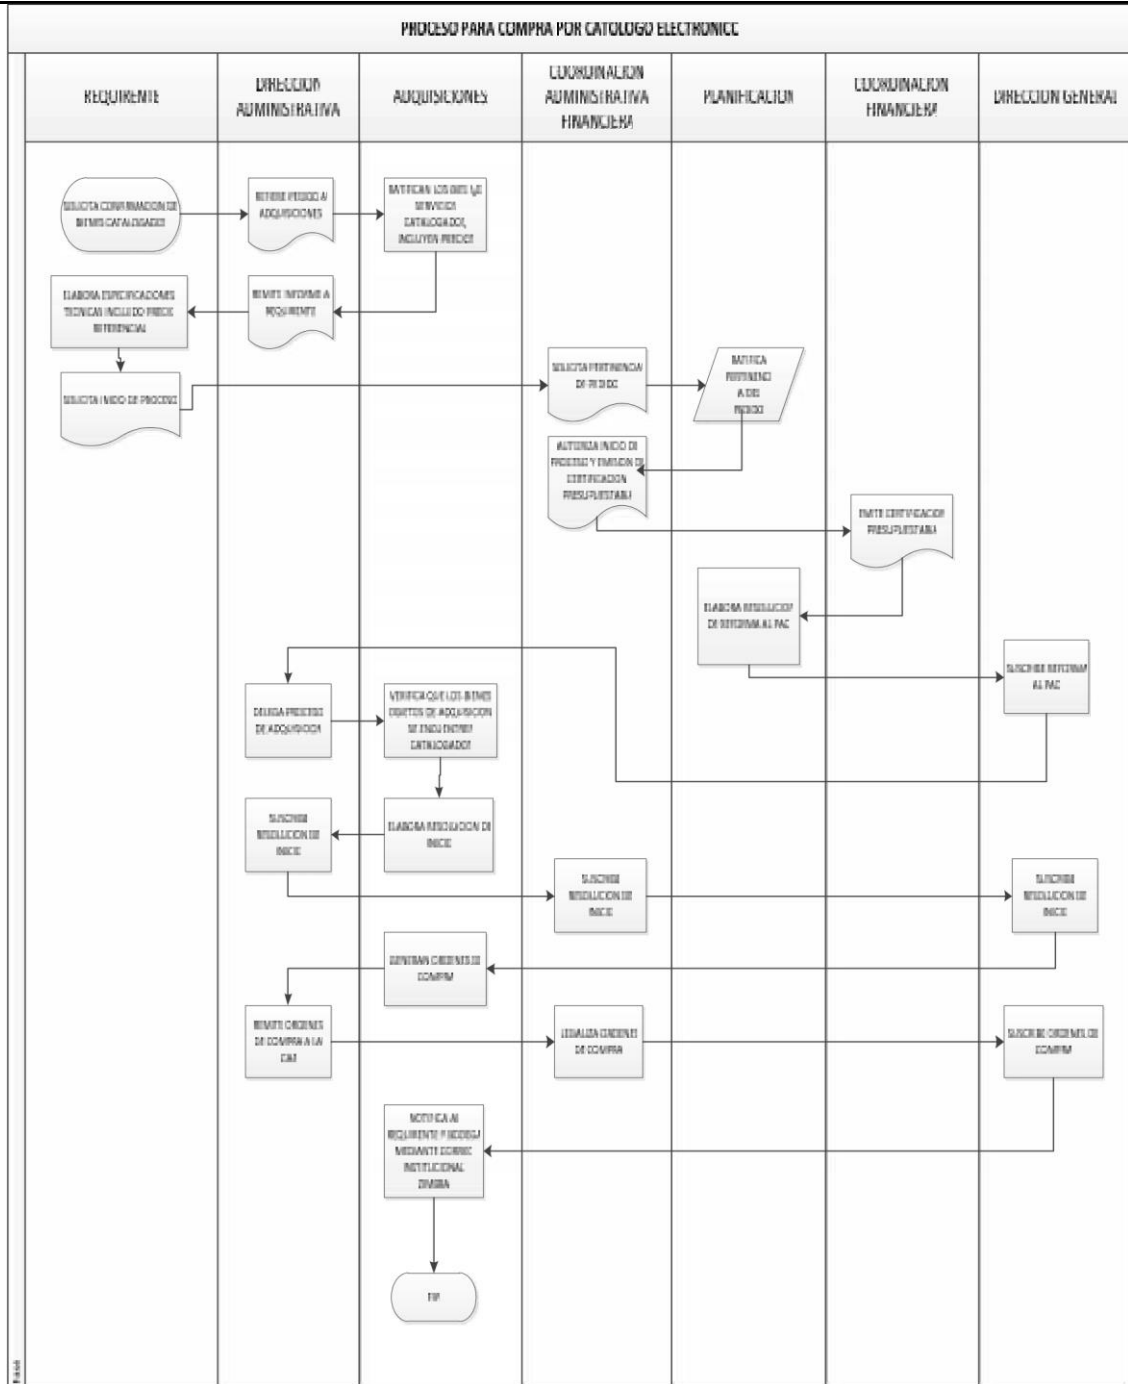 PROCESO PARA COMPRA POR CATOLOGO ELECTRONICC
REQUIRENTE
DIRECCION
ADMINISTRATIVA
ADQUISICIONES
COORDINACION
ADMINISTRATIVA
FINANCIERA
PLANIFICACION
COORDINACION
FINANCIERA
DIRECCION GENERAL
SOLICITA CONFIRMACION DE
BIENES CATALOGADOS
REFIERE PEDIDO A
ADQUISICIONES
RATIFICAN LOS
SERVICIOS
CATALOGADOS,
INCLUYEN PRECIOS
ELABORA ESPECIFICACIONES
TECNICAS INCLUIDO PRECIO
REFERENCIAL
REMITE INFORME A
REQUIRENTE
SOLICITA INICIO DE PROCESO
SOLICITA PERTINENCIA
DE PEDIDO
RATIFICA
PERTINENCI
A DEL
PEDIDO
AUTORIZA INICIO DE
PROCESO Y EMISION DE
CERTIFICACION
PRESUPUESTARIA
EMITE CERTIFICACION
PRESUPUESTARIA
ELABORA RESOLUCION
DE REFORMA AL PAC
SUSCRIBE REFORMA
AL PAC
DELEGA PROCESO
DE ADQUISICION
VERIFICA QUE LOS BIENES
OBJETOS DE ADQUISICION
SE ENCUENTREN
CATALOGADOS
SUSCRIBE
RESOLUCION DE
INICIO
ELABORA RESOLUCION DE
INICIO
SUSCRIBE
RESOLUCION DE
INICIO
SUSCRIBE
RESOLUCION DE
INICIO
GENERAN ORDENES DE
COMPRA
REMITE ORDENES
DE COMPRA A LA
CAF
LEGALIZA ORDENES
DE COMPRA
SUSCRIBE ORDENES DE
COMPRA
NOTIFICA AL
REQUIRENTE Y BODEGA
MEDIANTE CORREO
INSTITUCIONAL
ZIMBRA
FIN